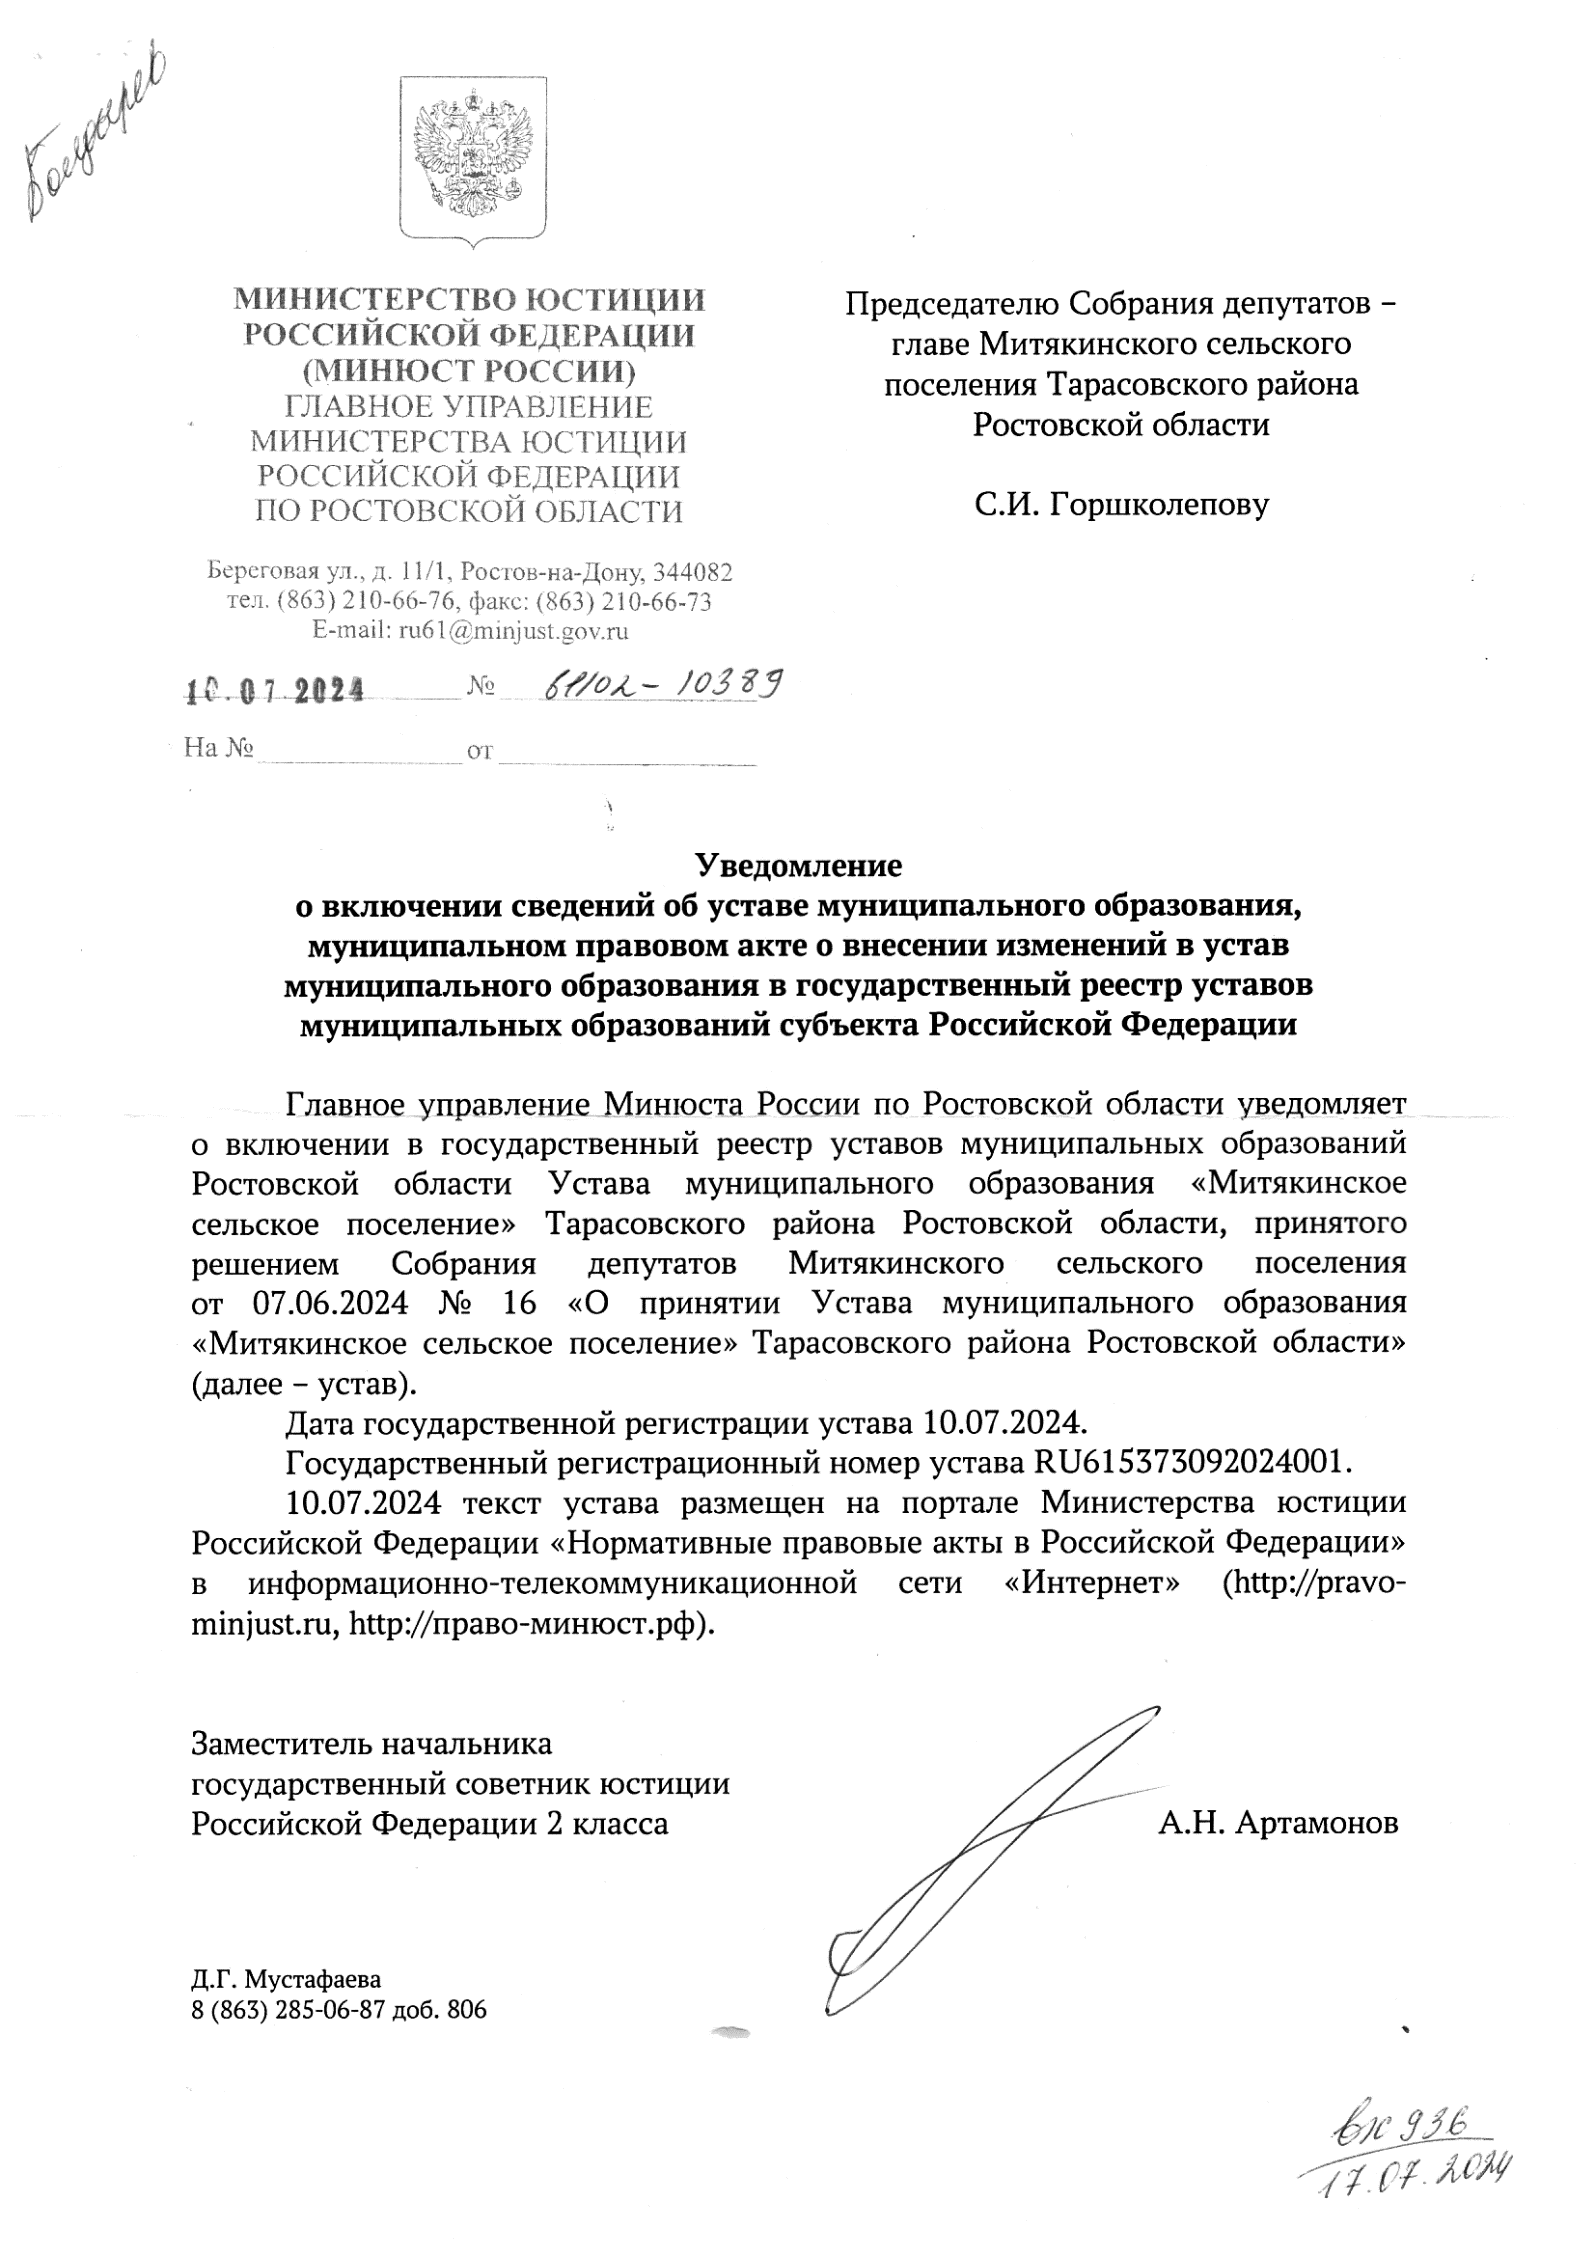 Болдырев
МИНИСТЕРСТВО ЮСТИЦИИ
РОССИЙСКОЙ ФЕДЕРАЦИИ
(МИНЮСТ РОССИИ)
ГЛАВНОЕ УПРАВЛЕНИЕ
МИНИСТЕРСТВА ЮСТИЦИИ
РОССИЙСКОЙ ФЕДЕРАЦИИ
ПО РОСТОВСКОЙ ОБЛАСТИ
Береговая ул., д. 11/1, Ростов-на-Дону, 344082
тел. (863) 210-66-76, факс: (863) 210-66-73
E-mail: ru61@minjust.gov.ru
10.07.2024 № 61/02-10389
На № от
Председателю Собрания депутатов –
главе Митякинского сельского
поселения Тарасовского района
Ростовской области
С.И. Горшколепову
Уведомление
о включении сведений об уставе муниципального образования,
муниципальном правовом акте о внесении изменений в устав
муниципального образования в государственный реестр уставов
муниципальных образований субъекта Российской Федерации
Главное управление Минюста России по Ростовской области уведомляет
о включении в государственный реестр уставов муниципальных образований
Ростовской области Устава муниципального образования «Митякинское
сельское поселение» Тарасовского района Ростовской области, принятого
решением Собрания депутатов Митякинского сельского поселения
от 07.06.2024 № 16 «О принятии Устава муниципального образования
«Митякинское сельское поселение» Тарасовского района Ростовской области»
(далее – устав).
Дата государственной регистрации устава 10.07.2024.
Государственный регистрационный номер устава RU615373092024001.
10.07.2024 текст устава размещен на портале Министерства юстиции
Российской Федерации «Нормативные правовые акты в Российской Федерации»
в информационно-телекоммуникационной сети «Интернет» (http://pravo-
minjust.ru, http://право-минюст.рф).
Заместитель начальника
государственный советник юстиции
Российской Федерации 2 класса
А.Н. Артамонов
Д.Г. Мустафаева
8 (863) 285-06-87 доб. 806
вх 936
17.07.2024